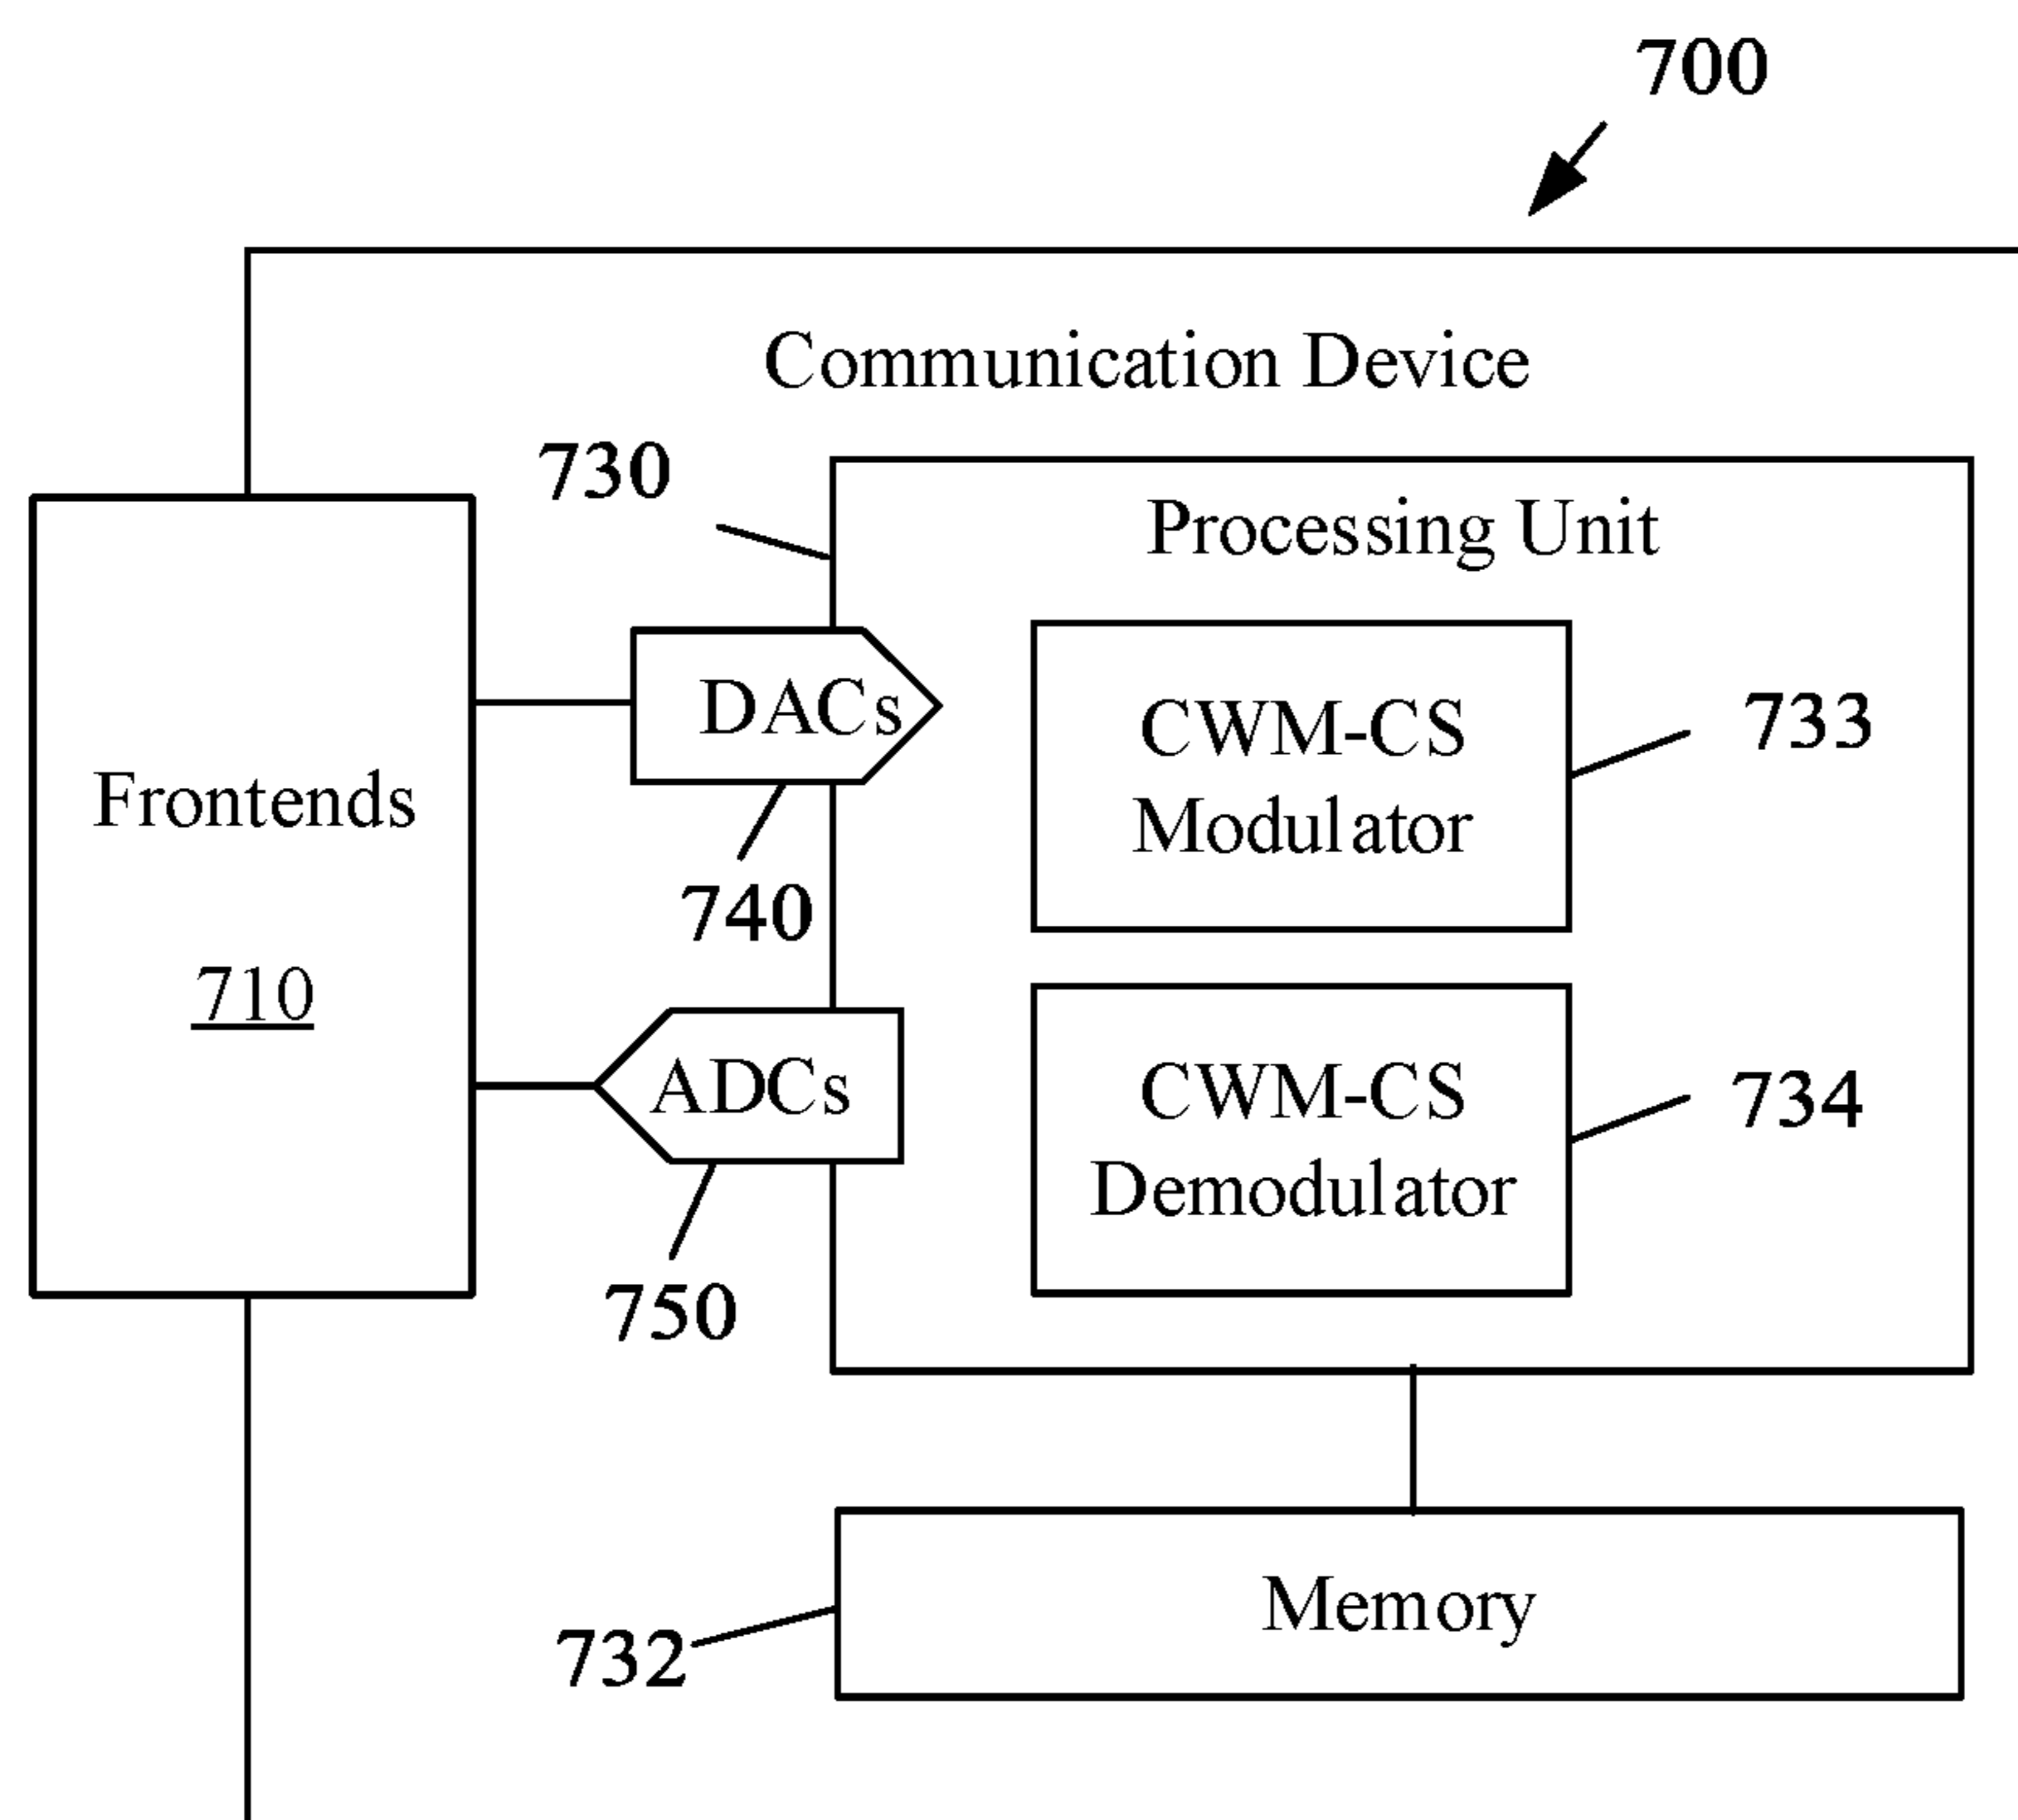 700
Communication Device
730
Processing Unit
DACs
CWM-CS
Modulator
733
Frontends
740
710
ADCs
CWM-CS
Demodulator
734
750
Memory
732